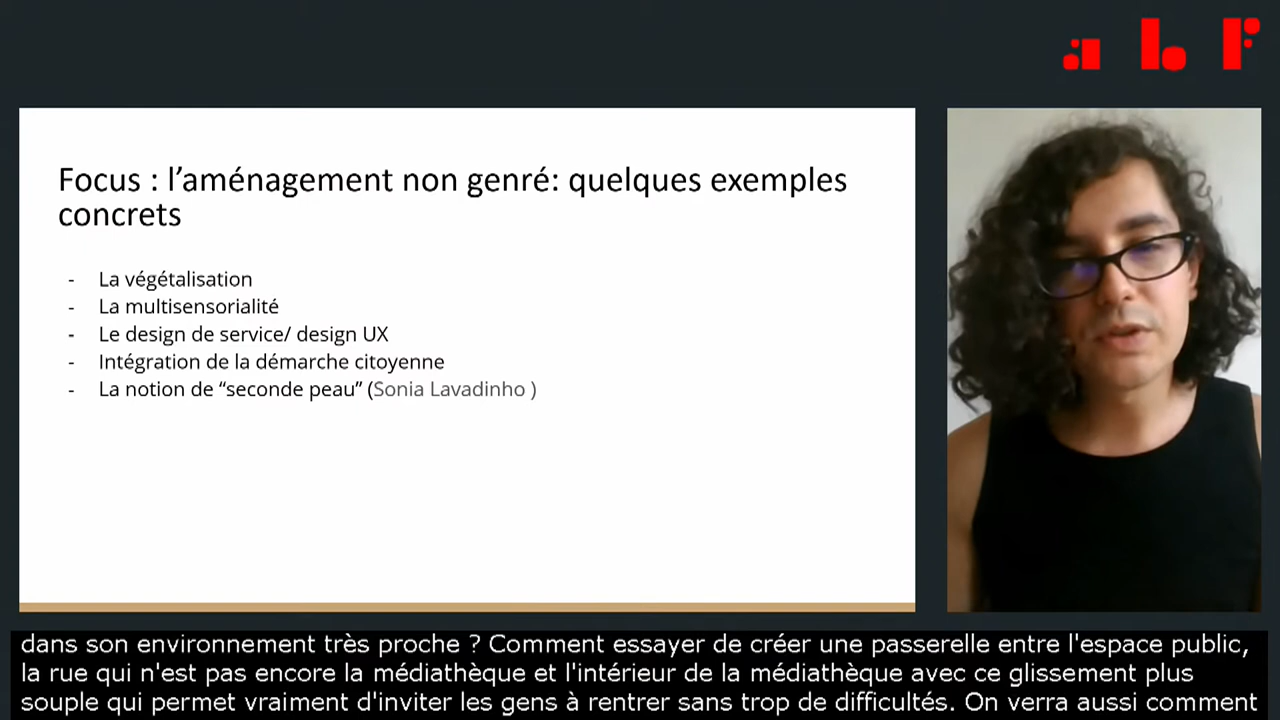 abf
Focus : l’aménagement non genré: quelques exemples
concrets
- La végétalisation
- La multisensorialité
- Le design de service/ design UX
- Intégration de la démarche citoyenne
- La notion de “seconde peau” (Sonia Lavadinho )
dans son environnement très proche ? Comment essayer de créer une passerelle entre l'espace public,
la rue qui n'est pas encore la médiathèque et l'intérieur de la médiathèque avec ce glissement plus
souple qui permet vraiment d'inviter les gens à rentrer sans trop de difficultés. On verra aussi comment